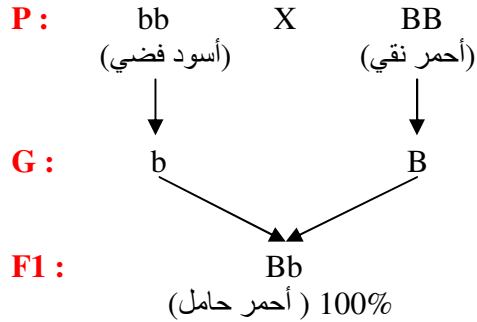 P : bb X BB
(أسود فضي) (أحمر نقي)
G : b B
F1 : Bb
100% ( أحمر حامل)